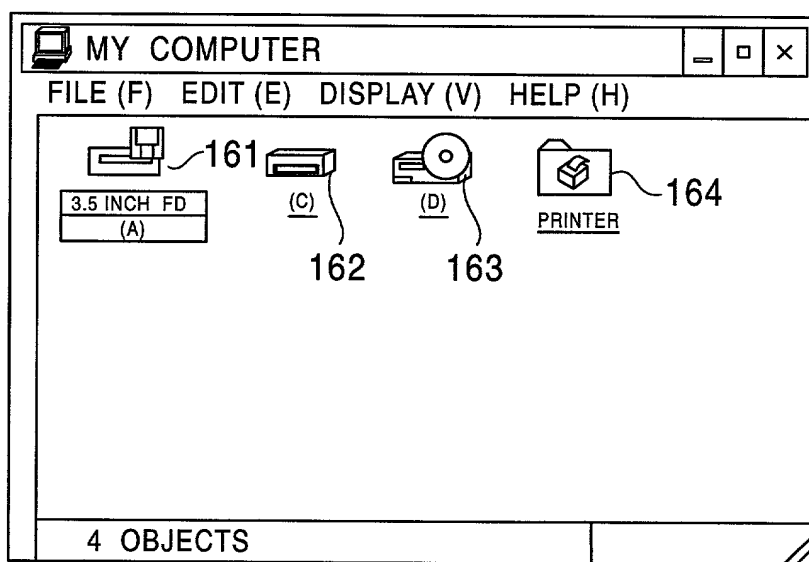 MY COMPUTER
FILE (F) EDIT (E) DISPLAY (V) HELP (H)
161
3.5 INCH FD
(A)
(C)
(D)
PRINTER
162
163
164
4 OBJECTS